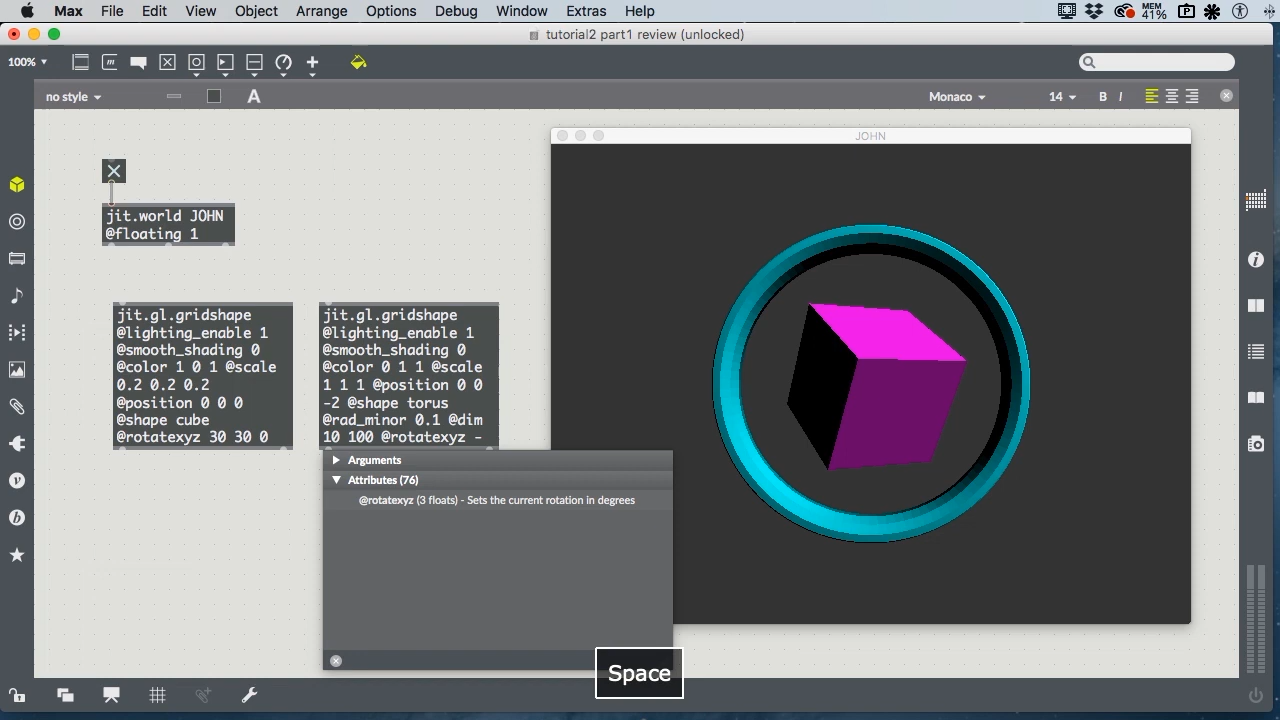 Max File Edit View Object Arrange Options Debug Window Extras Help MEM 41% P
tutorial2 part1 review (unlocked)
100%
no style A Monaco 14 B I
JOHN
jit.world JOHN
@floating 1
jit.gl.gridshape
@lighting_enable 1
@smooth_shading 0
@color 1 0 1 @scale
0.2 0.2 0.2
@position 0 0 0
@shape cube
@rotatexyz 30 30 0
jit.gl.gridshape
@lighting_enable 1
@smooth_shading 0
@color 0 1 1 @scale
1 1 1 @position 0 0
-2 @shape torus
@rad_minor 0.1 @dim
10 100 @rotatexyz -
Arguments
Attributes (76)
@rotatexyz (3 floats) - Sets the current rotation in degrees
Space